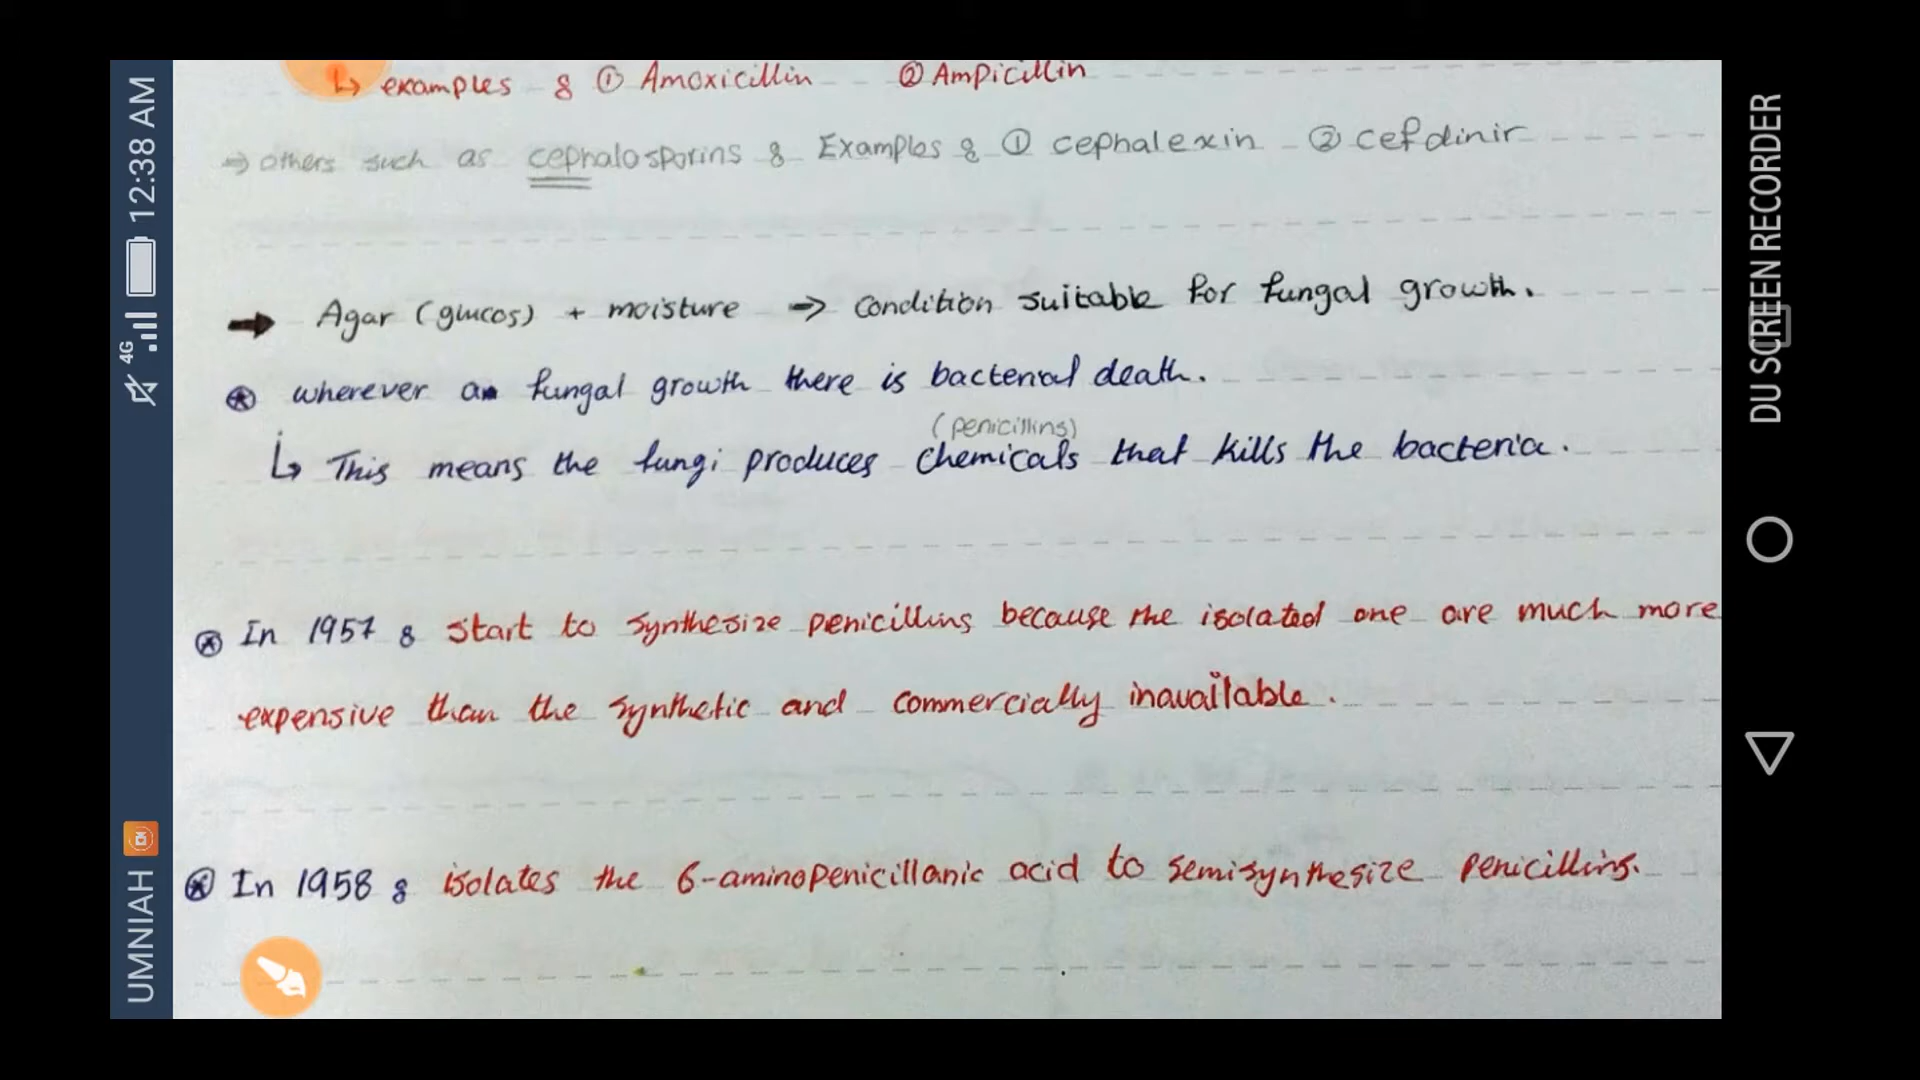 ↳ examples : ① Amoxicillin ② Ampicillin
→ others such as cephalosporins : Examples : ① cephalexin ② cefdinir
→ Agar (glucos) + moisture → condition suitable for fungal growth.
⊛ wherever a fungal growth there is bacterial death.
(penicillins)
↳ This means the fungi produces chemicals that kills the bacteria.
⊛ In 1957 : start to synthesize penicillins because the isolated one are much more
expensive than the synthetic and commercially inavailable.
⊛ In 1958 : isolates the 6-aminopenicillanic acid to semisynthesize penicillins.
UMNIAH 4G 12:38 AM
DU SCREEN RECORDER